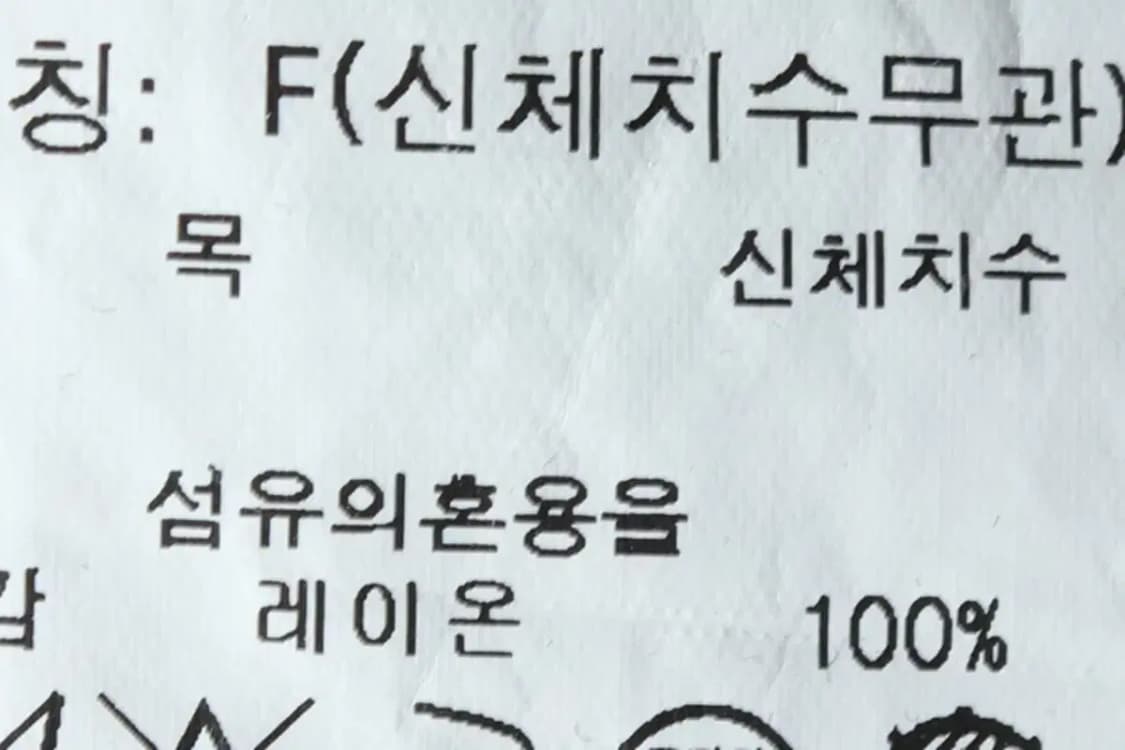 칭: F(신체치수무관)
목 신체치수
섬유의혼용율
감 레이온 100%